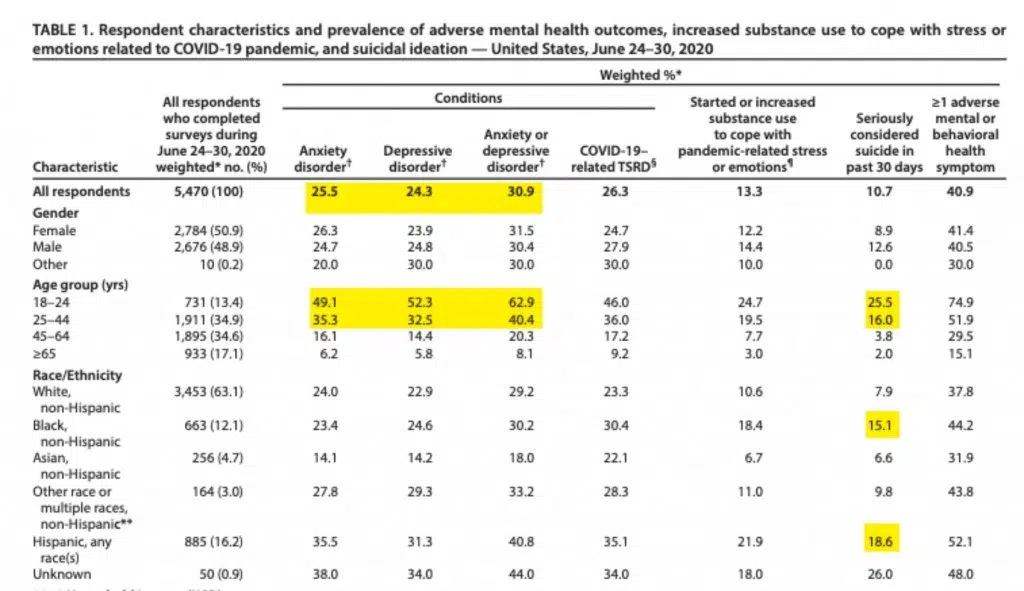 TABLE 1. Respondent characteristics and prevalence of adverse mental health outcomes, increased substance use to cope with stress or
emotions related to COVID-19 pandemic, and suicidal ideation — United States, June 24–30, 2020
Weighted %*
Conditions
Characteristic
All respondents
who completed
surveys during
June 24–30, 2020
weighted* no. (%)
Anxiety
disorder†
Depressive
disorder†
Anxiety or
depressive
disorder†
COVID-19–
related TSRD§
Started or increased
substance use
to cope with
pandemic-related stress
or emotions¶
Seriously
considered
suicide in
past 30 days
≥1 adverse
mental or
behavioral
health
symptom
All respondents 5,470 (100) 25.5 24.3 30.9 26.3 13.3 10.7 40.9
Gender
Female 2,784 (50.9) 26.3 23.9 31.5 24.7 12.2 8.9 41.4
Male 2,676 (48.9) 24.7 24.8 30.4 27.9 14.4 12.6 40.5
Other 10 (0.2) 20.0 30.0 30.0 30.0 10.0 0.0 30.0
Age group (yrs)
18–24 731 (13.4) 49.1 52.3 62.9 46.0 24.7 25.5 74.9
25–44 1,911 (34.9) 35.3 32.5 40.4 36.0 19.5 16.0 51.9
45–64 1,895 (34.6) 16.1 14.4 20.3 17.2 7.7 3.8 29.5
≥65 933 (17.1) 6.2 5.8 8.1 9.2 3.0 2.0 15.1
Race/Ethnicity
White, 3,453 (63.1) 24.0 22.9 29.2 23.3 10.6 7.9 37.8
non-Hispanic
Black, 663 (12.1) 23.4 24.6 30.2 30.4 18.4 15.1 44.2
non-Hispanic
Asian, 256 (4.7) 14.1 14.2 18.0 22.1 6.7 6.6 31.9
non-Hispanic
Other race or 164 (3.0) 27.8 29.3 33.2 28.3 11.0 9.8 43.8
multiple races,
non-Hispanic**
Hispanic, any 885 (16.2) 35.5 31.3 40.8 35.1 21.9 18.6 52.1
race(s)
Unknown 50 (0.9) 38.0 34.0 44.0 34.0 18.0 26.0 48.0